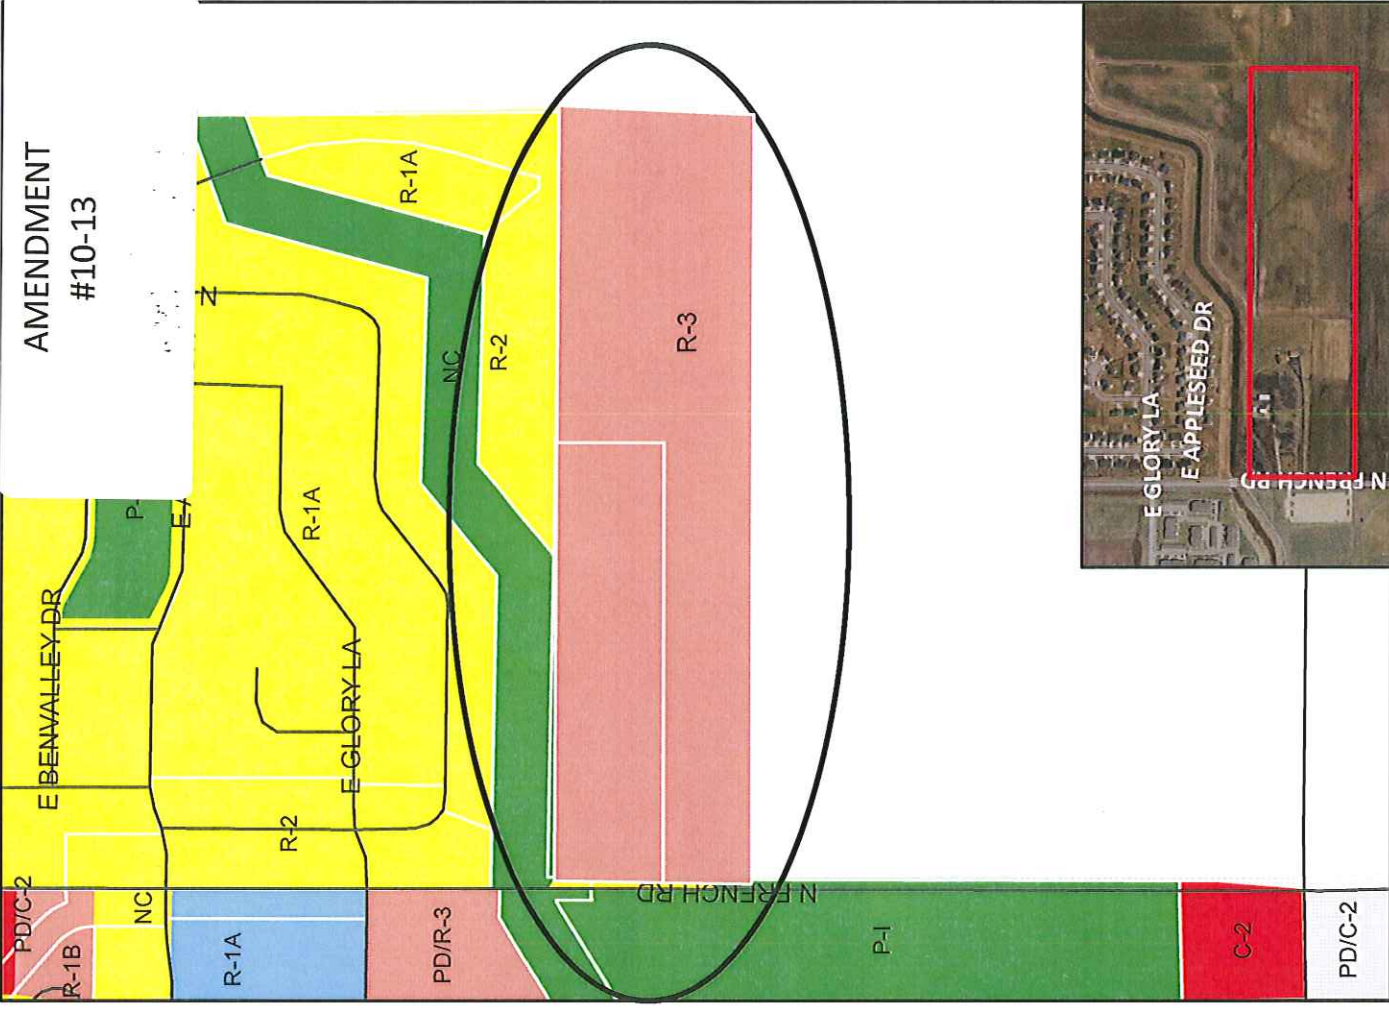 AMENDMENT
#10-13
R-1A
N
NC
R-2
R-3
R-1A
P-
E A
E BENVALLEY DR
E GLORY LA
R-2
PD/C-2
R-1B
NC
R-1A
PD/R-3
N FRENCH RD
P-I
C-2
PD/C-2
E GLORY LA
E APPLESEED DR
N FRENCH RD
N